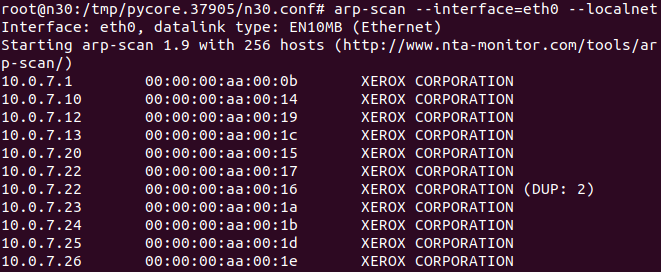 root@n30:/tmp/pycore.37905/n30.conf# arp-scan --interface=eth0 --localnet
Interface: eth0, datalink type: EN10MB (Ethernet)
Starting arp-scan 1.9 with 256 hosts (http://www.nta-monitor.com/tools/ar
p-scan/)
10.0.7.1 00:00:00:aa:00:0b XEROX CORPORATION
10.0.7.10 00:00:00:aa:00:14 XEROX CORPORATION
10.0.7.12 00:00:00:aa:00:19 XEROX CORPORATION
10.0.7.13 00:00:00:aa:00:1c XEROX CORPORATION
10.0.7.20 00:00:00:aa:00:15 XEROX CORPORATION
10.0.7.22 00:00:00:aa:00:17 XEROX CORPORATION
10.0.7.22 00:00:00:aa:00:16 XEROX CORPORATION (DUP: 2)
10.0.7.23 00:00:00:aa:00:1a XEROX CORPORATION
10.0.7.24 00:00:00:aa:00:1b XEROX CORPORATION
10.0.7.25 00:00:00:aa:00:1d XEROX CORPORATION
10.0.7.26 00:00:00:aa:00:1e XEROX CORPORATION